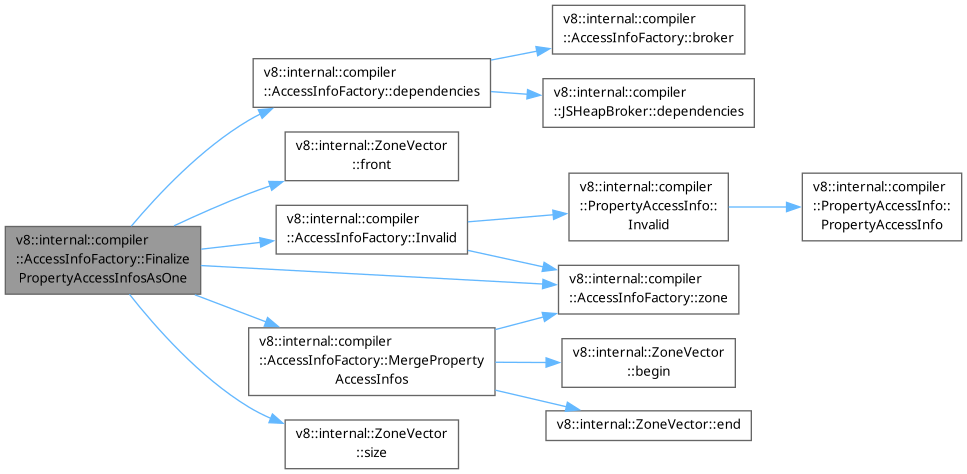 v8::internal::compiler
::AccessInfoFactory::Finalize
PropertyAccessInfosAsOne
v8::internal::compiler
::AccessInfoFactory::dependencies
v8::internal::compiler
::AccessInfoFactory::broker
v8::internal::compiler
::JSHeapBroker::dependencies
v8::internal::ZoneVector
::front
v8::internal::compiler
::AccessInfoFactory::Invalid
v8::internal::compiler
::PropertyAccessInfo::
Invalid
v8::internal::compiler
::PropertyAccessInfo::
PropertyAccessInfo
v8::internal::compiler
::AccessInfoFactory::zone
v8::internal::compiler
::AccessInfoFactory::MergeProperty
AccessInfos
v8::internal::ZoneVector
::begin
v8::internal::ZoneVector::end
v8::internal::ZoneVector
::size